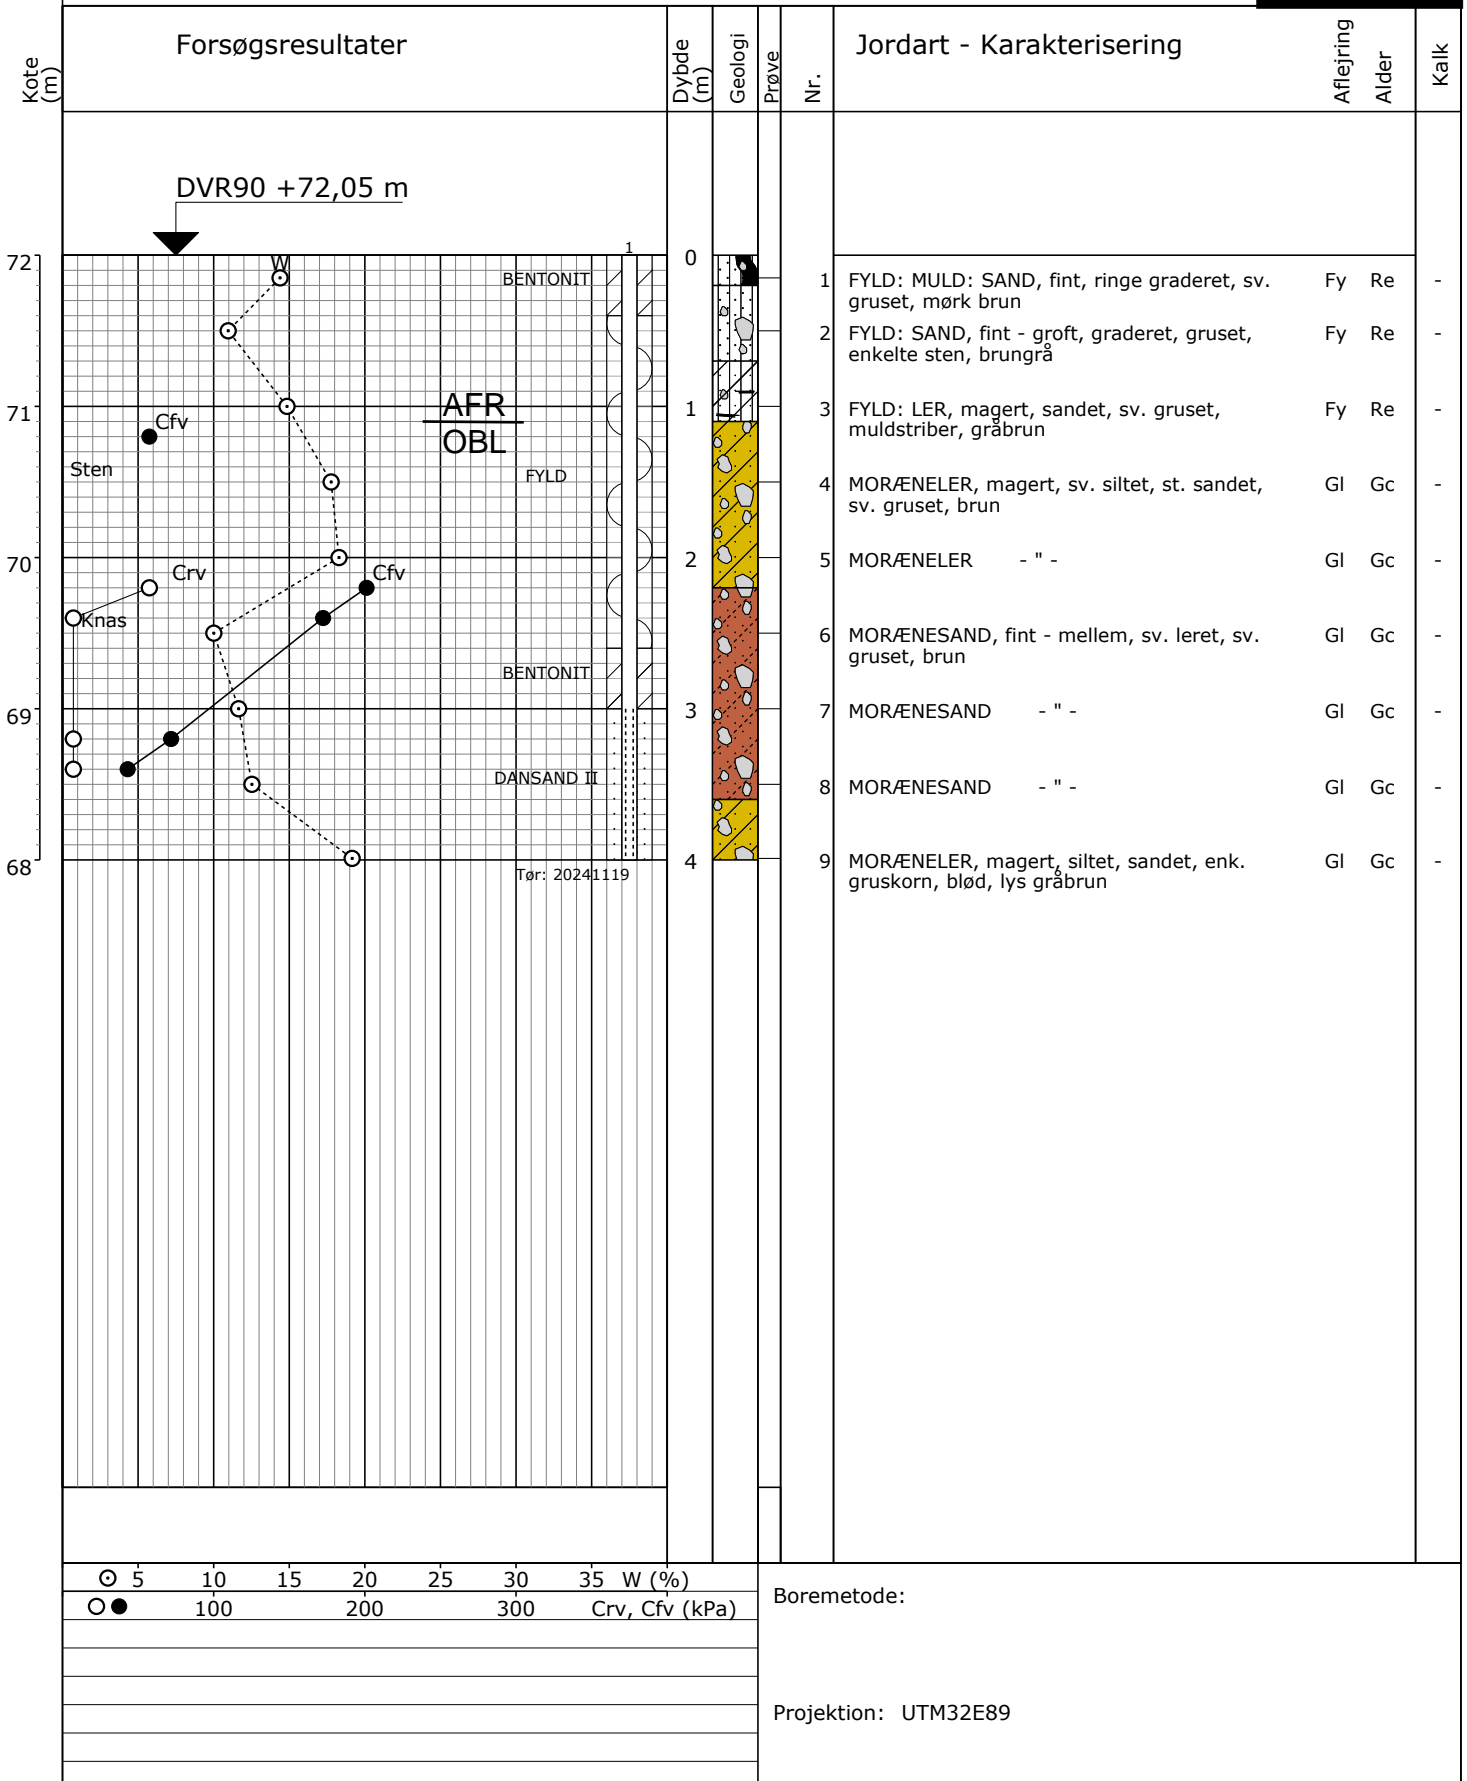 Kote (m)
Forsøgsresultater
Dybde (m)
Geologi
Prøve
Nr.
Jordart - Karakterisering
Aflejring
Alder
Kalk
DVR90 +72,05 m
1
72
W
BENTONIT
0
1 FYLD: MULD: SAND, fint, ringe graderet, sv. Fy Re -
gruset, mørk brun
2 FYLD: SAND, fint - groft, graderet, gruset, Fy Re -
enkelte sten, brungrå
71
Cfv
AFR
OBL
1
3 FYLD: LER, magert, sandet, sv. gruset, Fy Re -
muldstriber, gråbrun
Sten
FYLD
4 MORÆNELER, magert, sv. siltet, st. sandet, Gl Gc -
sv. gruset, brun
70
2
5 MORÆNELER - " - Gl Gc -
Crv
Cfv
Knas
6 MORÆNESAND, fint - mellem, sv. leret, sv. Gl Gc -
gruset, brun
BENTONIT
69
3
7 MORÆNESAND - " - Gl Gc -
DANSAND II
8 MORÆNESAND - " - Gl Gc -
68
4
9 MORÆNELER, magert, siltet, sandet, enk. Gl Gc -
gruskorn, blød, lys gråbrun
Tør: 20241119
5 10 15 20 25 30 35 W (%)
100 200 300 Crv, Cfv (kPa)
Boremetode:
Projektion: UTM32E89